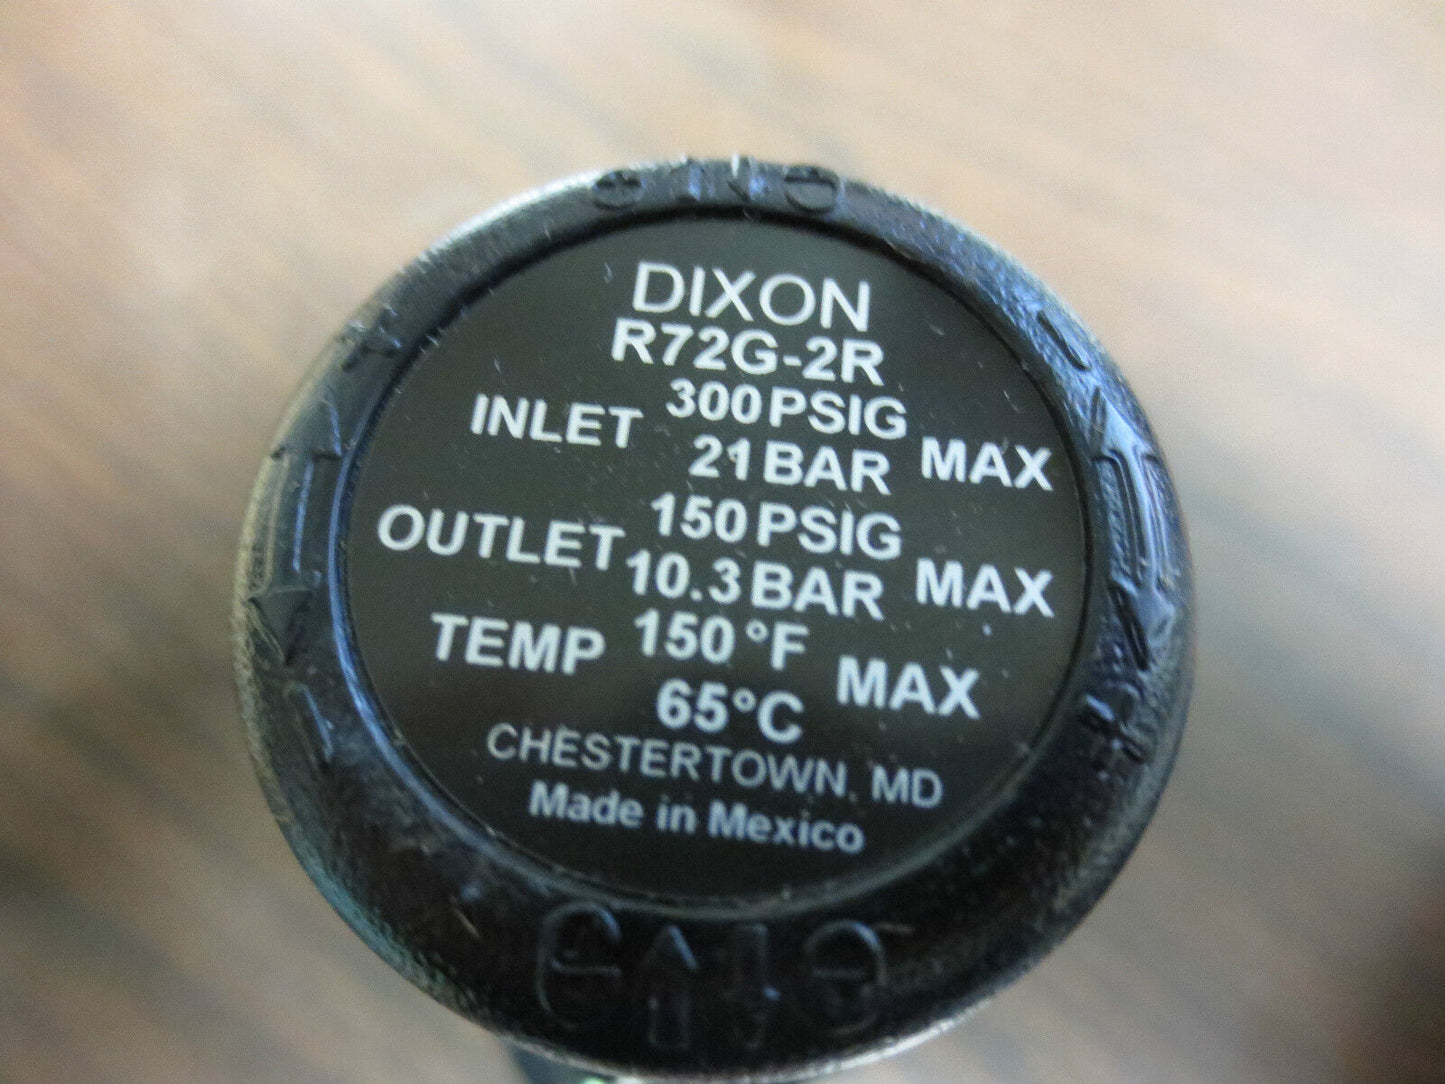 DIXON
R72G-2R
INLET 300 PSIG
21 BAR MAX
OUTLET 150 PSIG
10.3 BAR MAX
TEMP 150 °F
65°C MAX
CHESTERTOWN, MD
Made in Mexico